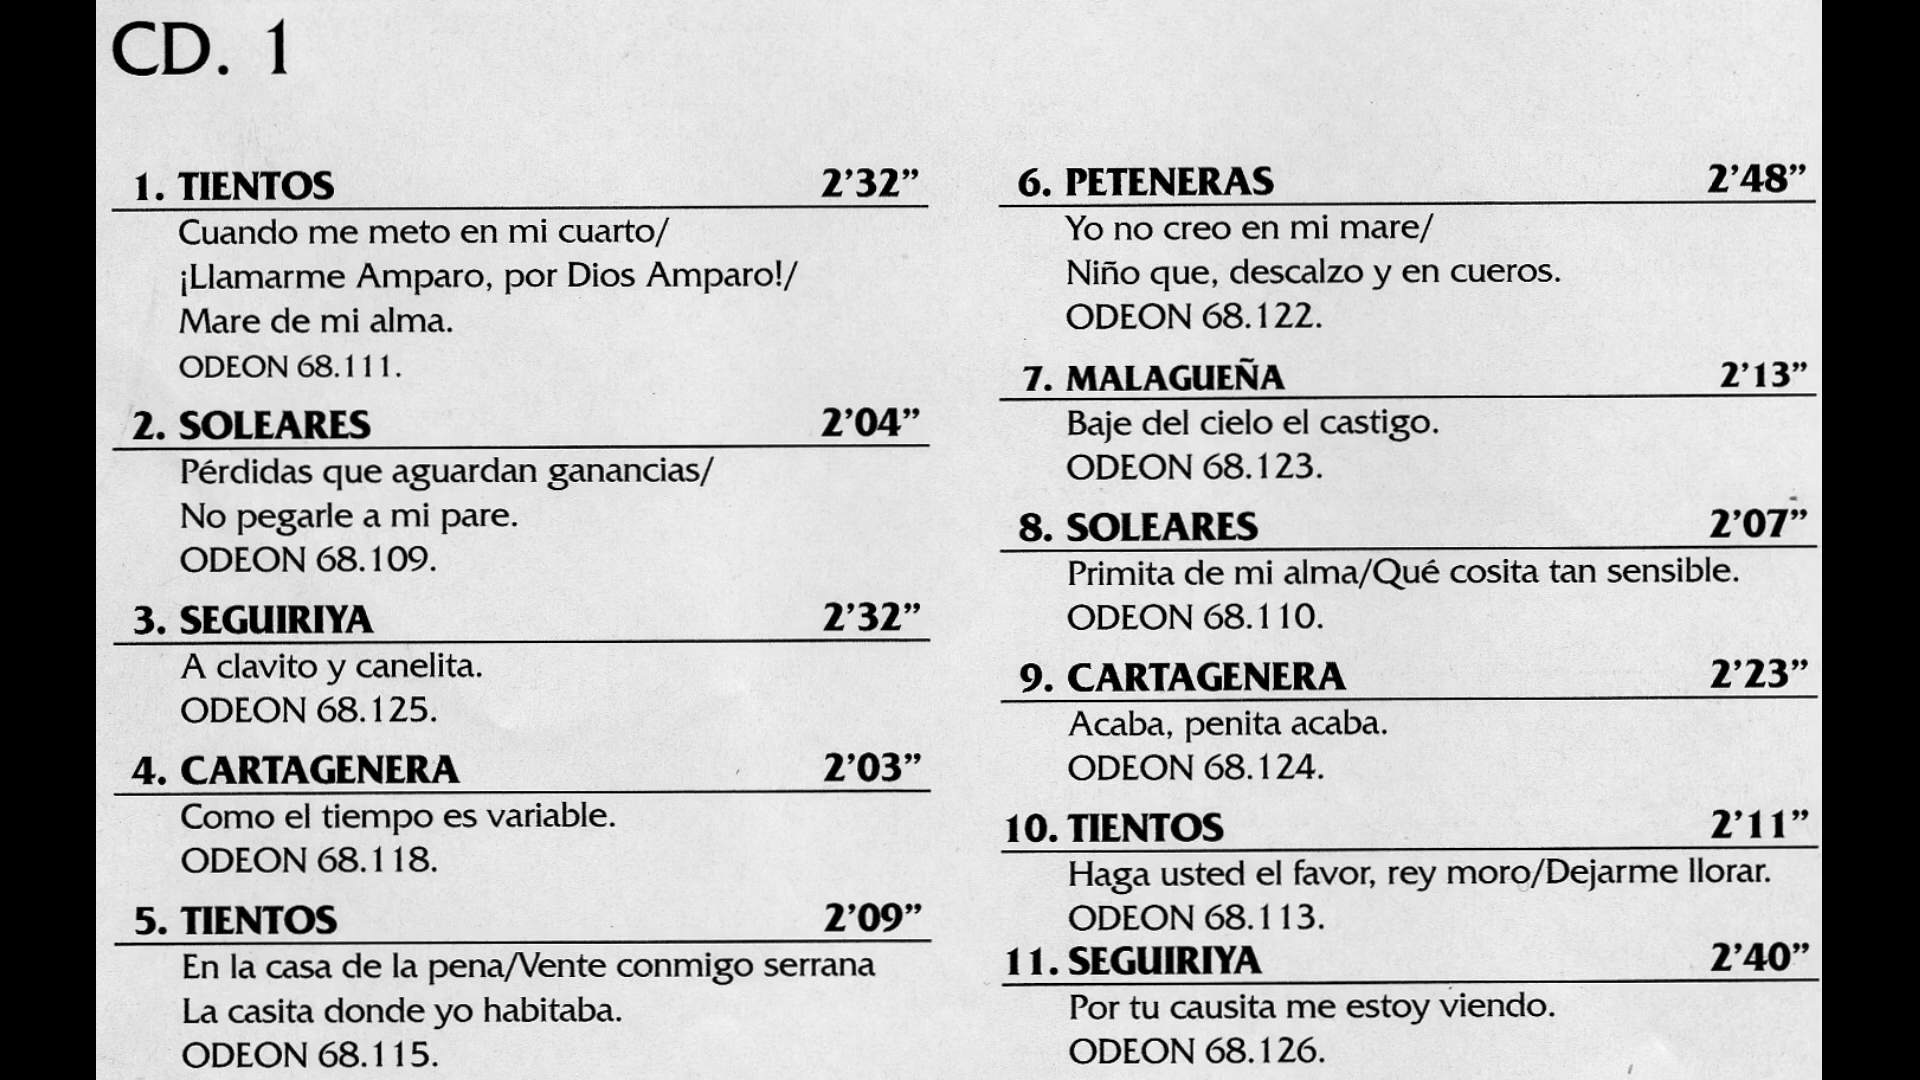 CD. 1
1. TIENTOS 2'32”
Cuando me meto en mi cuarto/
¡Llamarme Amparo, por Dios Amparo!/
Mare de mi alma.
ODEON 68.111.
2. SOLEARES 2'04”
Pérdidas que aguardan ganancias/
No pegarle a mi pare.
ODEON 68.109.
3. SEGUIRIYA 2'32”
A clavito y canelita.
ODEON 68.125.
4. CARTAGENERA 2'03”
Como el tiempo es variable.
ODEON 68.118.
5. TIENTOS 2'09”
En la casa de la pena/Vente conmigo serrana
La casita donde yo habitaba.
ODEON 68.115.
6. PETENERAS 2'48”
Yo no creo en mi mare/
Niño que, descalzo y en cueros.
ODEON 68.122.
7. MALAGUEÑA 2'13”
Baje del cielo el castigo.
ODEON 68.123.
8. SOLEARES 2'07”
Primita de mi alma/Qué cosita tan sensible.
ODEON 68.110.
9. CARTAGENERA 2'23”
Acaba, penita acaba.
ODEON 68.124.
10. TIENTOS 2'11”
Haga usted el favor, rey moro/Dejarme llorar.
ODEON 68.113.
11. SEGUIRIYA 2'40”
Por tu causita me estoy viendo.
ODEON 68.126.